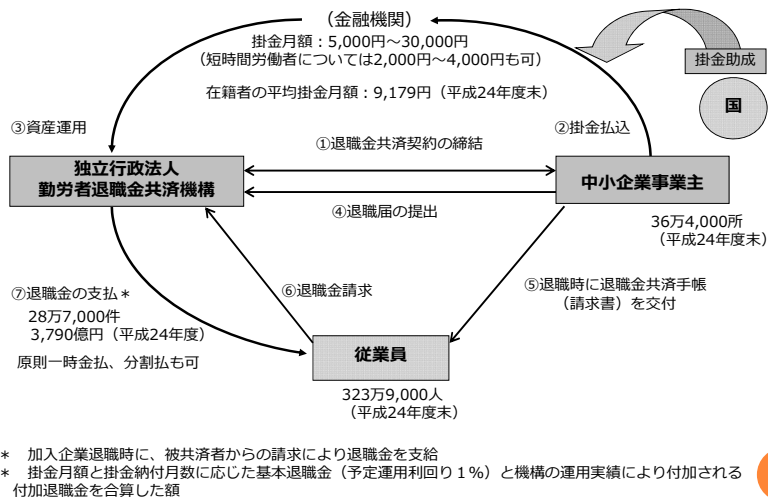 （金融機関）
掛金月額：5,000円～30,000円
（短時間労働者については2,000円～4,000円も可）
在籍者の平均掛金月額：9,179円（平成24年度末）
掛金助成
国
③資産運用
②掛金払込
①退職金共済契約の締結
独立行政法人
勤労者退職金共済機構
中小企業事業主
④退職届の提出
36万4,000所
（平成24年度末）
⑦退職金の支払＊
28万7,000件
3,790億円（平成24年度）
原則一時金払、分割払も可
⑥退職金請求
⑤退職時に退職金共済手帳
（請求書）を交付
従業員
323万9,000人
（平成24年度末）
＊ 加入企業退職時に、被共済者からの請求により退職金を支給
＊ 掛金月額と掛金納付月数に応じた基本退職金（予定運用利回り１%）と機構の運用実績により付加される
付加退職金を合算した額